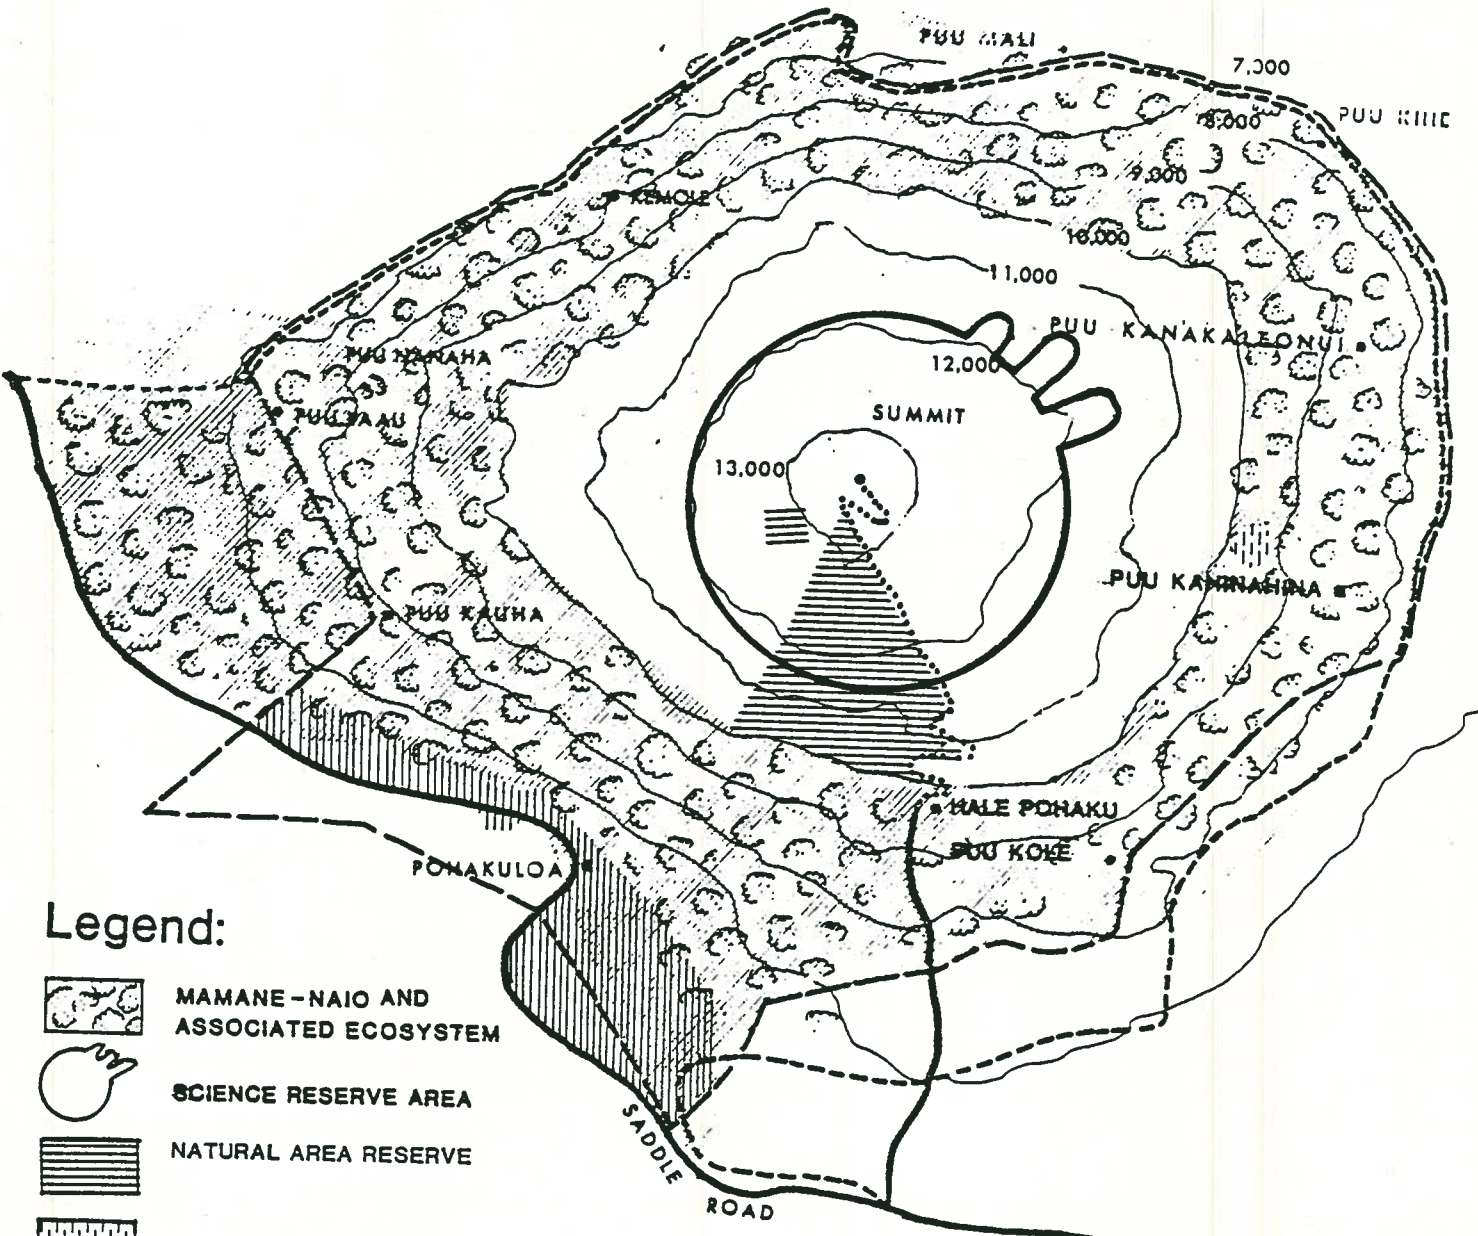 PUU MALI
7,000
PUU KIHE
8,000
9,000
KEMOLE
10,000
11,000
PUU KANAKALEONUI
PUU NANAHA
12,000
PUU LAAU
SUMMIT
13,000
PUU KANINAHINA
PUU KAUHA
HALE POHAKU
PUU KOLE
POHAKULOA
Legend:
MAMANE-NAIO AND
ASSOCIATED ECOSYSTEM
SCIENCE RESERVE AREA
NATURAL AREA RESERVE
SADDLE ROAD